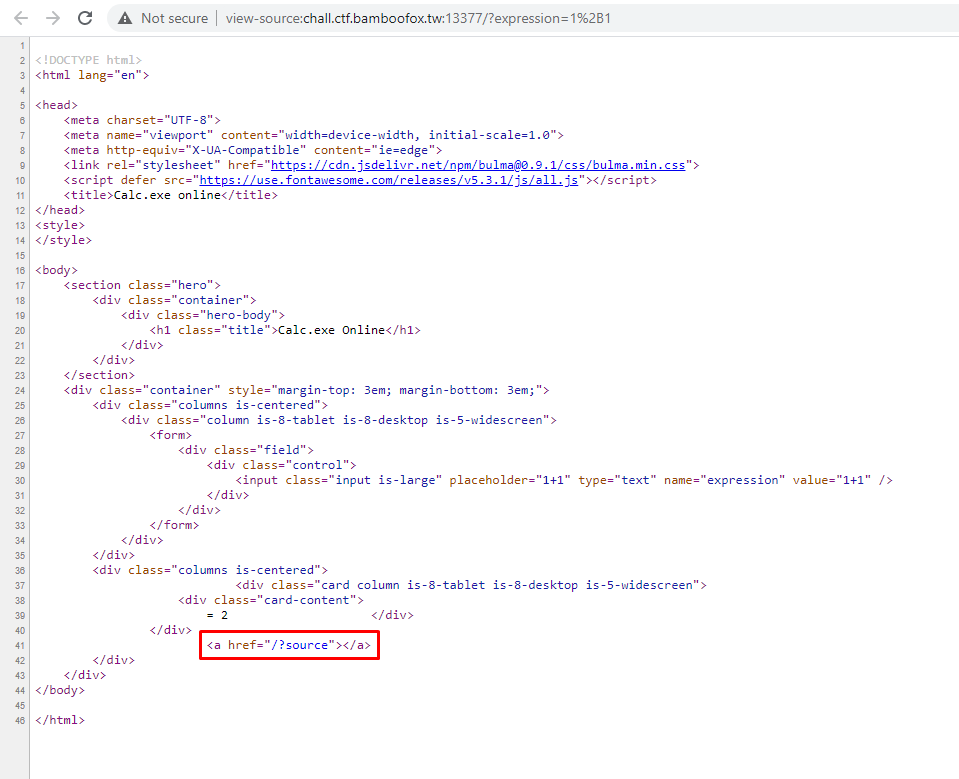 Not secure | view-source:chall.ctf.bamboofox.tw:13377/?expression=1%2B1
1
2 <!DOCTYPE html>
3 <html lang="en">
4
5 <head>
6     <meta charset="UTF-8">
7     <meta name="viewport" content="width=device-width, initial-scale=1.0">
8     <meta http-equiv="X-UA-Compatible" content="ie=edge">
9     <link rel="stylesheet" href="https://cdn.jsdelivr.net/npm/bulma@0.9.1/css/bulma.min.css">
10     <script defer src="https://use.fontawesome.com/releases/v5.3.1/js/all.js"></script>
11     <title>Calc.exe online</title>
12 </head>
13 <style>
14 </style>
15
16 <body>
17     <section class="hero">
18         <div class="container">
19             <div class="hero-body">
20                 <h1 class="title">Calc.exe Online</h1>
21             </div>
22         </div>
23     </section>
24     <div class="container" style="margin-top: 3em; margin-bottom: 3em;">
25         <div class="columns is-centered">
26             <div class="column is-8-tablet is-8-desktop is-5-widescreen">
27                 <form>
28                     <div class="field">
29                         <div class="control">
30                             <input class="input is-large" placeholder="1+1" type="text" name="expression" value="1+1" />
31                         </div>
32                     </div>
33                 </form>
34             </div>
35         </div>
36         <div class="columns is-centered">
37                             <div class="card column is-8-tablet is-8-desktop is-5-widescreen">
38                     <div class="card-content">
39                         = 2                    </div>
40                 </div>
41                         <a href="/?source"></a>
42         </div>
43     </div>
44 </body>
45
46 </html>